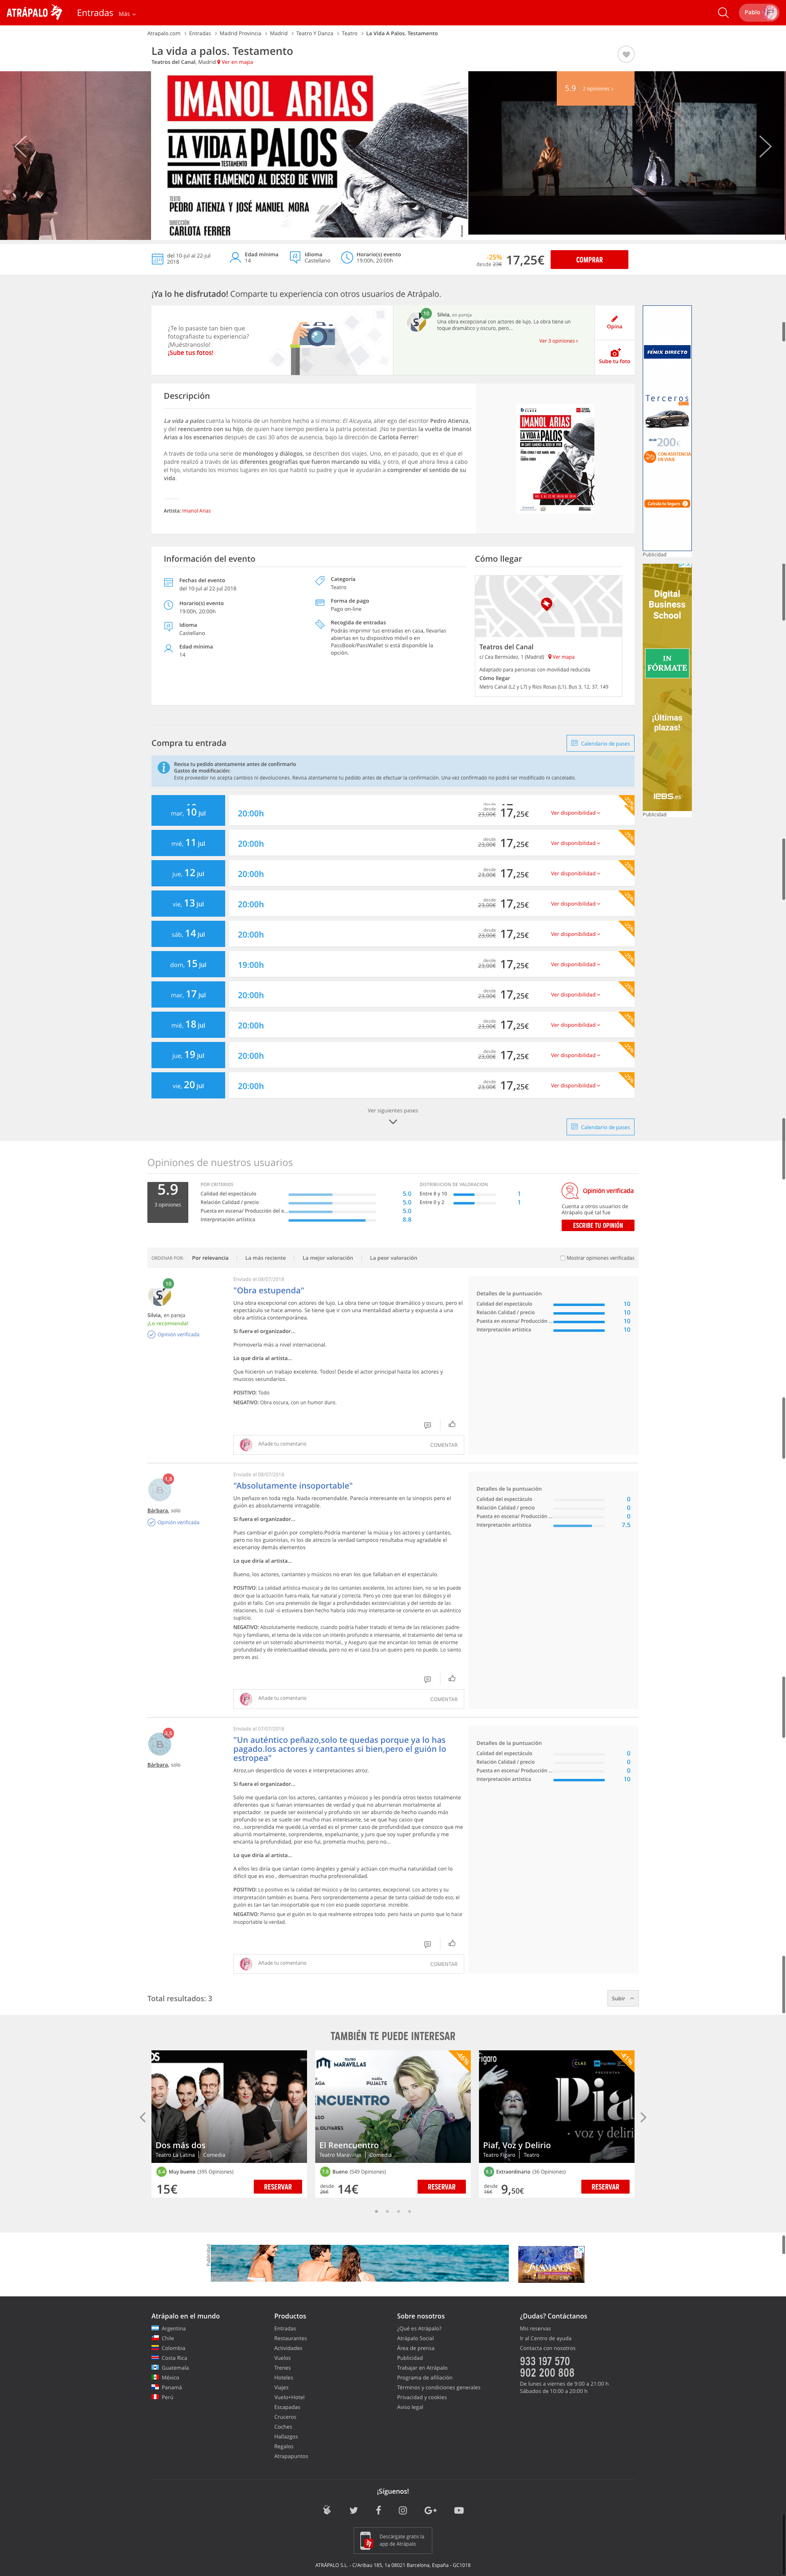 ATRÁPALO
Entradas Más
Pablo
Atrapalo.com > Entradas > Madrid Provincia > Madrid > Teatro Y Danza > Teatro > La Vida A Palos. Testamento
La vida a palos. Testamento
Teatros del Canal, Madrid Ver en mapa
IMANOL ARIAS
LA VIDA A PALOS
UN CANTE FLAMENCO AL DESEO DE VIVIR
TEXTO
PEDRO ATIENZA Y JOSÉ MANUEL MORA
DIRECCIÓN
CARLOTA FERRER
5.9 2 opiniones >
del 10-jul al 22-jul
2018
Edad mínima
14
Idioma
Castellano
Horario(s) evento
19:00h, 20:00h
-25%
desde 23€ 17,25€
COMPRAR
¡Ya lo he disfrutado! Comparte tu experiencia con otros usuarios de Atrápalo.
¿Te lo pasaste tan bien que
fotografiaste tu experiencia?
¡Muéstranoslo!
¡Sube tus fotos!
10
Silvia, en pareja
Una obra excepcional con actores de lujo. La obra tiene un
toque dramático y oscuro, pero...
Ver 3 opiniones >
Opina
Sube tu foto
FÉNIX DIRECTO
Terceros
200€
CON ASISTENCIA
EN VIAJE
Calcula tu Seguro
Publicidad
Descripción
La vida a palos cuenta la historia de un hombre hecho a sí mismo: El Alcayata, alter ego del escritor Pedro Atienza,
y del reencuentro con su hijo, de quien hace tiempo perdiera la patria potestad. ¡No te pierdas la vuelta de Imanol
Arias a los escenarios después de casi 30 años de ausencia, bajo la dirección de Carlota Ferrer!
A través de toda una serie de monólogos y diálogos, se describen dos viajes. Uno, en el pasado, que es el que el
padre realizó a través de las diferentes geografías que fueron marcando su vida, y otro, el que ahora lleva a cabo
el hijo, visitando los mismos lugares en los que habitó su padre y que le ayudarán a comprender el sentido de su
vida.
Artista: Imanol Arias
IMANOL ARIAS
LA VIDA A PALOS
Información del evento
Fechas del evento
del 10-jul al 22-jul 2018
Horario(s) evento
19:00h, 20:00h
Idioma
Castellano
Edad mínima
14
Categoría
Teatro
Forma de pago
Pago on-line
Recogida de entradas
Podrás imprimir tus entradas en casa, llevarlas
abiertas en tu dispositivo móvil o en
PassBook/PassWallet si está disponible la
opción.
Cómo llegar
Teatros del Canal
c/ Cea Bermúdez, 1 (Madrid) Ver mapa
Adaptado para personas con movilidad reducida
Cómo llegar
Metro Canal (L2 y L7) y Ríos Rosas (L1). Bus 3, 12, 37, 149
Digital
Business
School
IN
FÓRMATE
¡Últimas
plazas!
IEBS.es
Publicidad
Compra tu entrada
Calendario de pases
Revisa tu pedido atentamente antes de confirmarlo
Gastos de modificación:
Este proveedor no acepta cambios ni devoluciones. Revisa atentamente tu pedido antes de efectuar la confirmación. Una vez confirmado no podrá ser modificado ni cancelado.
mar, 10 jul 20:00h desde 23,00€ 17,25€ Ver disponibilidad
mié, 11 jul 20:00h desde 23,00€ 17,25€ Ver disponibilidad
jue, 12 jul 20:00h desde 23,00€ 17,25€ Ver disponibilidad
vie, 13 jul 20:00h desde 23,00€ 17,25€ Ver disponibilidad
sáb, 14 jul 20:00h desde 23,00€ 17,25€ Ver disponibilidad
dom, 15 jul 19:00h desde 23,00€ 17,25€ Ver disponibilidad
mar, 17 jul 20:00h desde 23,00€ 17,25€ Ver disponibilidad
mié, 18 jul 20:00h desde 23,00€ 17,25€ Ver disponibilidad
jue, 19 jul 20:00h desde 23,00€ 17,25€ Ver disponibilidad
vie, 20 jul 20:00h desde 23,00€ 17,25€ Ver disponibilidad
Ver siguientes pases
Calendario de pases
Opiniones de nuestros usuarios
5.9
3 opiniones
POR CRITERIOS
Calidad del espectáculo 5.0
Relación Calidad / precio 5.0
Puesta en escena/ Producción del e... 5.0
Interpretación artística 8.8
DISTRIBUCIÓN DE VALORACIÓN
Entre 8 y 10 1
Entre 0 y 2 1
Opinión verificada
Cuenta a otros usuarios de
Atrápalo qué tal fue
ESCRIBE TU OPINIÓN
ORDENAR POR: Por relevancia La más reciente La mejor valoración La peor valoración Mostrar opiniones verificadas
10
Silvia, en pareja
¡Lo recomienda!
Opinión verificada
Enviado el 08/07/2018
"Obra estupenda"
Una obra excepcional con actores de lujo. La obra tiene un toque dramático y oscuro, pero el
espectáculo se hace ameno. Se tiene que ir con una mentalidad abierta y expuesta a una
obra artística contemporánea.
Si fuera el organizador...
Promovería más a nivel internacional.
Lo que diría al artista...
Que hicieron un trabajo excelente. Todos! Desde el actor principal hasta los actores y
musicos secundarios.
POSITIVO: Todo
NEGATIVO: Obra oscura, con un humor duro.
Añade tu comentario COMENTAR
Detalles de la puntuación
Calidad del espectáculo 10
Relación Calidad / precio 10
Puesta en escena/ Producción ... 10
Interpretación artística 10
1,8
Bárbara, solo
Opinión verificada
Enviado el 08/07/2018
"Absolutamente insoportable"
Un peñazo en toda regla. Nada recomendable. Parecía interesante en la sinopsis pero el
guión es absolutamente intragable.
Si fuera el organizador...
Pues cambiar el guión por completo.Podría mantener la músia y los actores y cantantes,
pero no los guionistas, ni los de atrezzo la verdad tampoco resultaba muy agradable el
escenarioy demás elementos
Lo que diría al artista...
Bueno, los actores, cantantes y músicos no eran los que fallaban en el espectáculo.
POSITIVO: La calidad artística musical y de los cantantes excelente, los actores bien, no se les puede
decir que la actuación fuera mala, fue natural y correcta. Pero yo creo que eran los diálogos y el
guión el fallo. Con una pretensión de llegar a profundidades existencialistas y del sentido de las
relaciones, lo cuál -si estuviera bien hecho habría sido muy interesante-se convierte en un auténtico
suplicio.
NEGATIVO: Absolutamente mediocre, cuando podría haber tratado el tema de las relaciones padre-
hijo y familiares, el tema de la vida con un interés profundo e interesante, el tratamiento del tema se
convierte en un soterrado aburrimieito mortal., y Aseguro que me encantan los temas de enorme
profundidad y de intelectualidad elevada, pero no es el caso.Era un quiero pero no puedo. Lo siento
pero es así.
Añade tu comentario COMENTAR
Detalles de la puntuación
Calidad del espectáculo 0
Relación Calidad / precio 0
Puesta en escena/ Producción ... 0
Interpretación artística 7.5
2,5
Bárbara, solo
Enviado el 07/07/2018
"Un auténtico peñazo,solo te quedas porque ya lo has
pagado.los actores y cantantes si bien,pero el guión lo
estropea"
Atroz,un desperdicio de voces e interpretaciones atroz.
Si fuera el organizador...
Solo me quedaría con los actores, cantantes y músicos y les pondría otros textos totalmente
diferentes que si fueran interesantes de verdad y que no aburrieran mortalmente al
espectador. se puede ser existencial y profundo sin ser aburrido de hecho cuando más
profundo se es se suele ser mucho mas interesante, se ve que hay casos que
no...sorprendida me quedé.La verdad es el primer caso de profundidad que conozco que me
aburrió mortalmente, sorprendente, espeluznante, y juro que soy super profunda y me
encanta la profundidad, por eso fui, prometía mucho, pero no...
Lo que diría al artista...
A ellos les diría que cantan como ángeles y genial y actúan con mucha naturalidad con lo
difícil que es eso , demuestran mucha profesionalidad.
POSITIVO: Lo positivo es la calidad del músico y de los cantantes, excepcional. Los actores y su
interpretación también es buena. Pero sorprendentemente a pesar de tanta calidad de todo eso, el
guión es tan tan tan insoportable que ni con eso puede soportarse. increíble.
NEGATIVO: Pienso que el guión es lo que realmente estropea todo. pero hasta un punto que lo hace
insoportable la verdad.
Añade tu comentario COMENTAR
Detalles de la puntuación
Calidad del espectáculo 0
Relación Calidad / precio 0
Puesta en escena/ Producción ... 0
Interpretación artística 10
Total resultados: 3
Subir
TAMBIÉN TE PUEDE INTERESAR
Dos más dos
Teatro La Latina | Comedia
Muy bueno (395 Opiniones)
15€
RESERVAR
MARAVILLAS
PUJALTE
ENCUENTRO
El Reencuentro
Teatro Maravillas | Comedia
Bueno (549 Opiniones)
desde
26€ 14€
RESERVAR
Figaro
Pia
voz y deliri
Piaf, Voz y Delirio
Teatro Fígaro | Teatro
Extraordinario (36 Opiniones)
desde
16€ 9,50€
RESERVAR
Publicidad
Atrápalo en el mundo
Argentina
Chile
Colombia
Costa Rica
Guatemala
México
Panamá
Perú
Productos
Entradas
Restaurantes
Actividades
Vuelos
Trenes
Hoteles
Viajes
Vuelo+Hotel
Escapadas
Cruceros
Coches
Hallazgos
Regalos
Atrapapuntos
Sobre nosotros
¿Qué es Atrápalo?
Atrápalo Social
Área de prensa
Publicidad
Trabajar en Atrápalo
Programa de afiliación
Términos y condiciones generales
Privacidad y cookies
Aviso legal
¿Dudas? Contáctanos
Mis reservas
Ir al Centro de ayuda
Contacta con nosotros
933 197 570
902 200 808
De lunes a viernes de 9:00 a 21:00 h
Sábados de 10:00 a 20:00 h
¡Síguenos!
Descárgate gratis la
app de Atrápalo
ATRÁPALO S.L. - C/Aribau 185, 1a 08021 Barcelona, España - GC1018